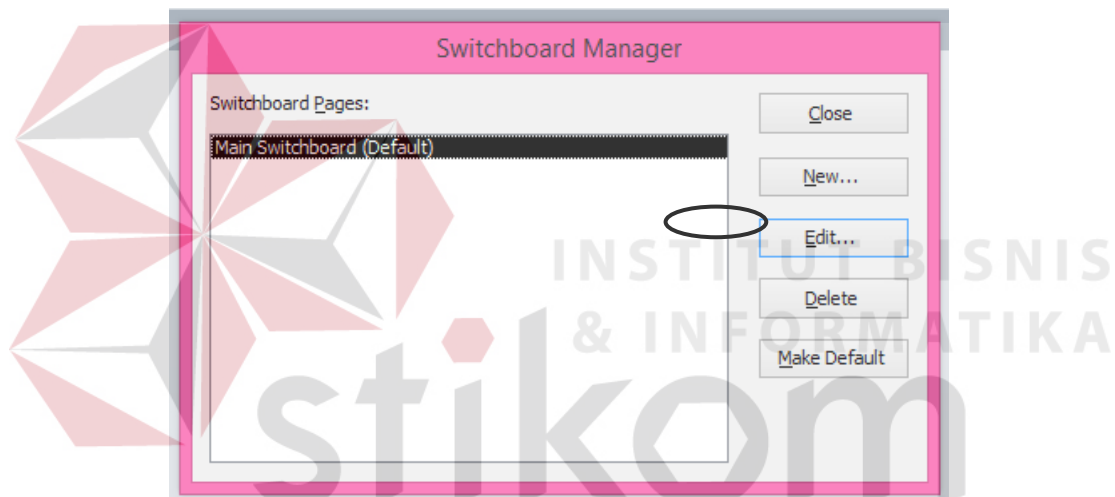 Switchboard Manager
Switchboard Pages:
Main Switchboard (Default)
Close
New...
Edit...
Delete
Make Default
INSTITUT BISNIS
& INFORMATIKA
stikom